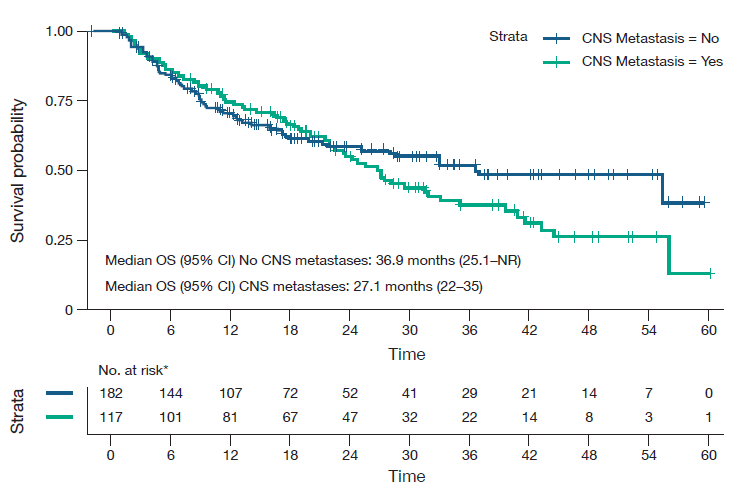 Strata
CNS Metastasis = No
CNS Metastasis = Yes
Survival probability
1.00
0.75
0.50
0.25
0
Median OS (95% CI) No CNS metastases: 36.9 months (25.1–NR)
Median OS (95% CI) CNS metastases: 27.1 months (22–35)
0 6 12 18 24 30 36 42 48 54 60
Time
No. at risk*
Strata
182 144 107 72 52 41 29 21 14 7 0
117 101 81 67 47 32 22 14 8 3 1
0 6 12 18 24 30 36 42 48 54 60
Time